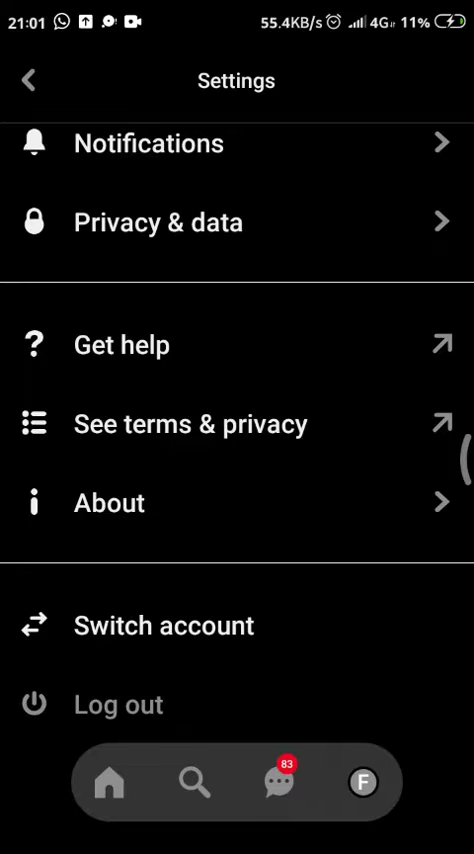 21:01 55.4KB/s 4G 11%
Settings
Notifications
Privacy & data
Get help
See terms & privacy
About
Switch account
Log out
83
F